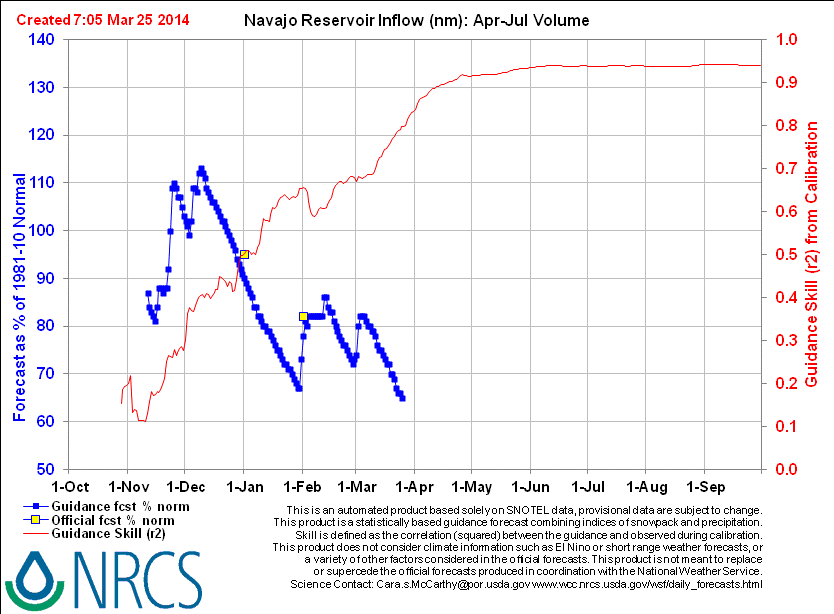 Created 7:05 Mar 25 2014
Navajo Reservoir Inflow (nm): Apr-Jul Volume
140
130
120
110
100
90
80
70
60
50
Forecast as % of 1981-10 Normal
1.0
0.9
0.8
0.7
0.6
0.5
0.4
0.3
0.2
0.1
0.0
Guidance Skill (r2) from Calibration
1-Oct 1-Nov 1-Dec 1-Jan 1-Feb 1-Mar 1-Apr 1-May 1-Jun 1-Jul 1-Aug 1-Sep
Guidance fcst % norm
Official fcst % norm
Guidance Skill (r2)
This is an automated product based solely on SNOTEL data, provisional data are subject to change.
This product is a statistically based guidance forecast combining indices of snowpack and precipitation.
Skill is defined as the correlation (squared) between the guidance and observed during calibration.
This product does not consider climate information such as El Nino or short range weather forecasts, or
a variety of other factors considered in the official forecasts. This product is not meant to replace
or supercede the official forecasts produced in coordination with the National Weather Service.
Science Contact: Cara.s.McCarthy@por.usda.gov www.wcc.nrcs.usda.gov/wsf/daily_forecasts.html
NRCS